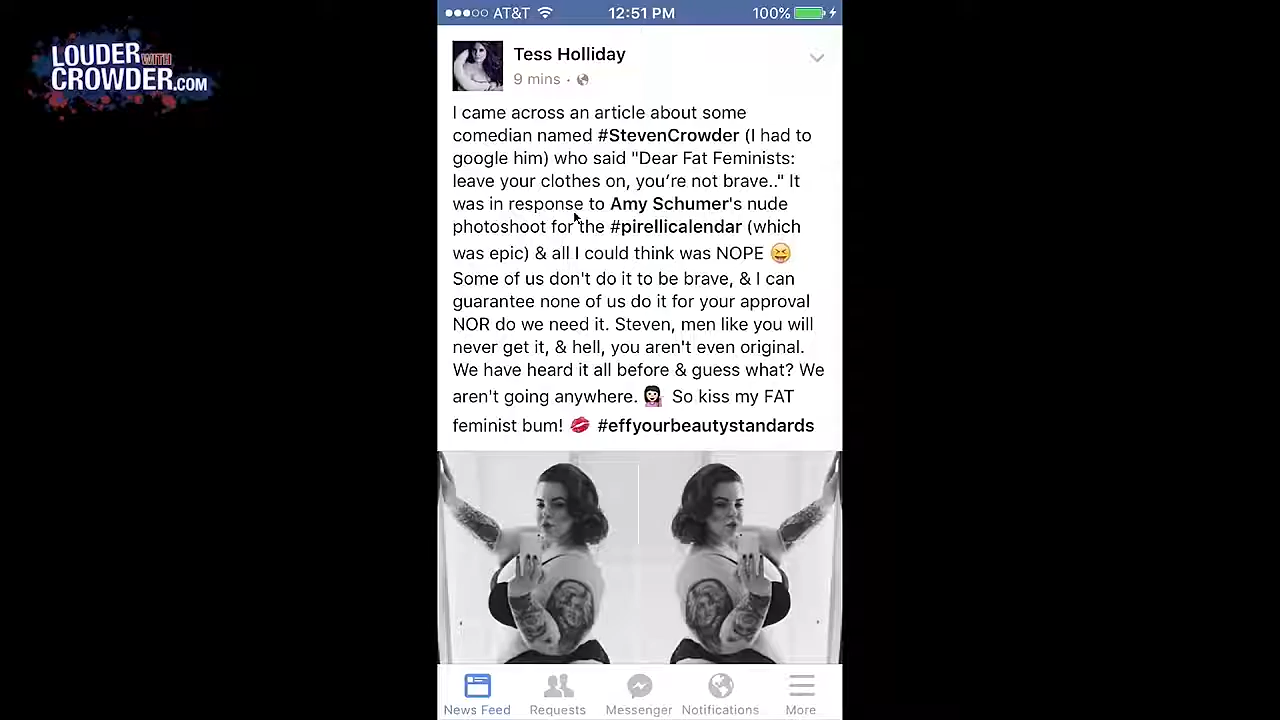 LOUDER WITH
CROWDER.COM
AT&T 12:51 PM 100%
Tess Holliday
9 mins ·
I came across an article about some
comedian named #StevenCrowder (I had to
google him) who said "Dear Fat Feminists:
leave your clothes on, you're not brave.." It
was in response to Amy Schumer's nude
photoshoot for the #pirellicalendar (which
was epic) & all I could think was NOPE 😝
Some of us don't do it to be brave, & I can
guarantee none of us do it for your approval
NOR do we need it. Steven, men like you will
never get it, & hell, you aren't even original.
We have heard it all before & guess what? We
aren't going anywhere. 💁🏻 So kiss my FAT
feminist bum! 💋 #effyourbeautystandards
News Feed Requests Messenger Notifications More